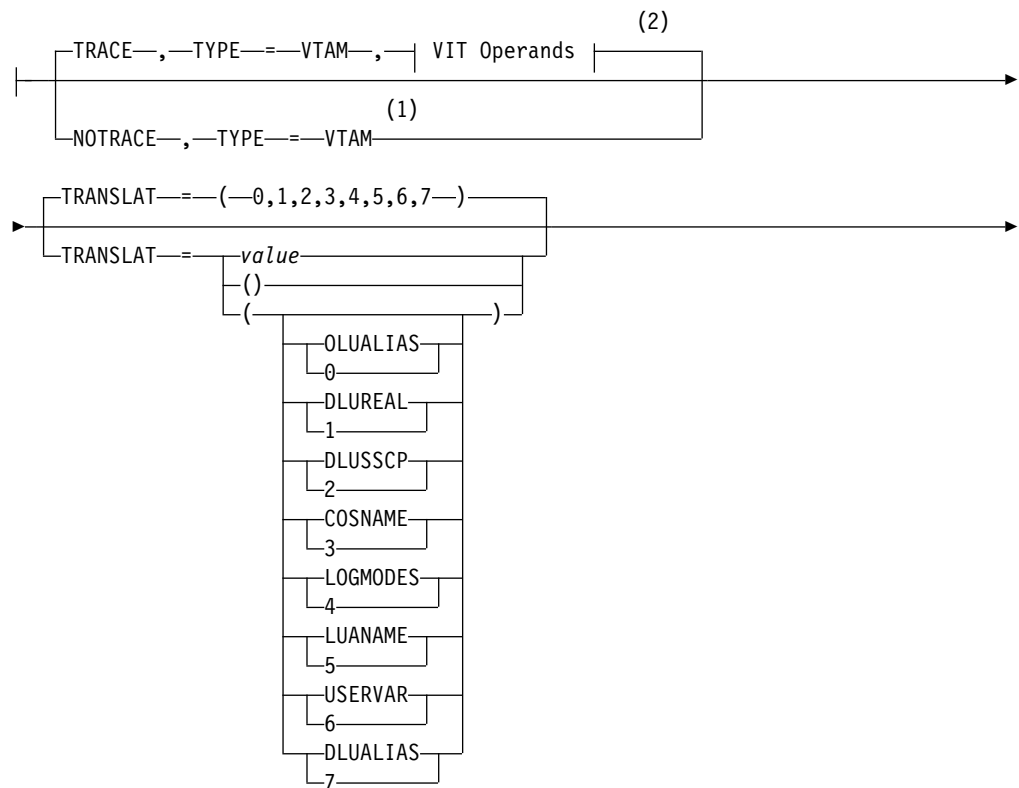 (2)
TRACE , TYPE = VTAM , VIT Operands
(1)
NOTRACE , TYPE = VTAM
TRANSLAT = ( 0,1,2,3,4,5,6,7 )
TRANSLAT = value
()
( )
OLUALIAS
0
DLUREAL
1
DLUSSCP
2
COSNAME
3
LOGMODES
4
LUANAME
5
USERVAR
6
DLUALIAS
7